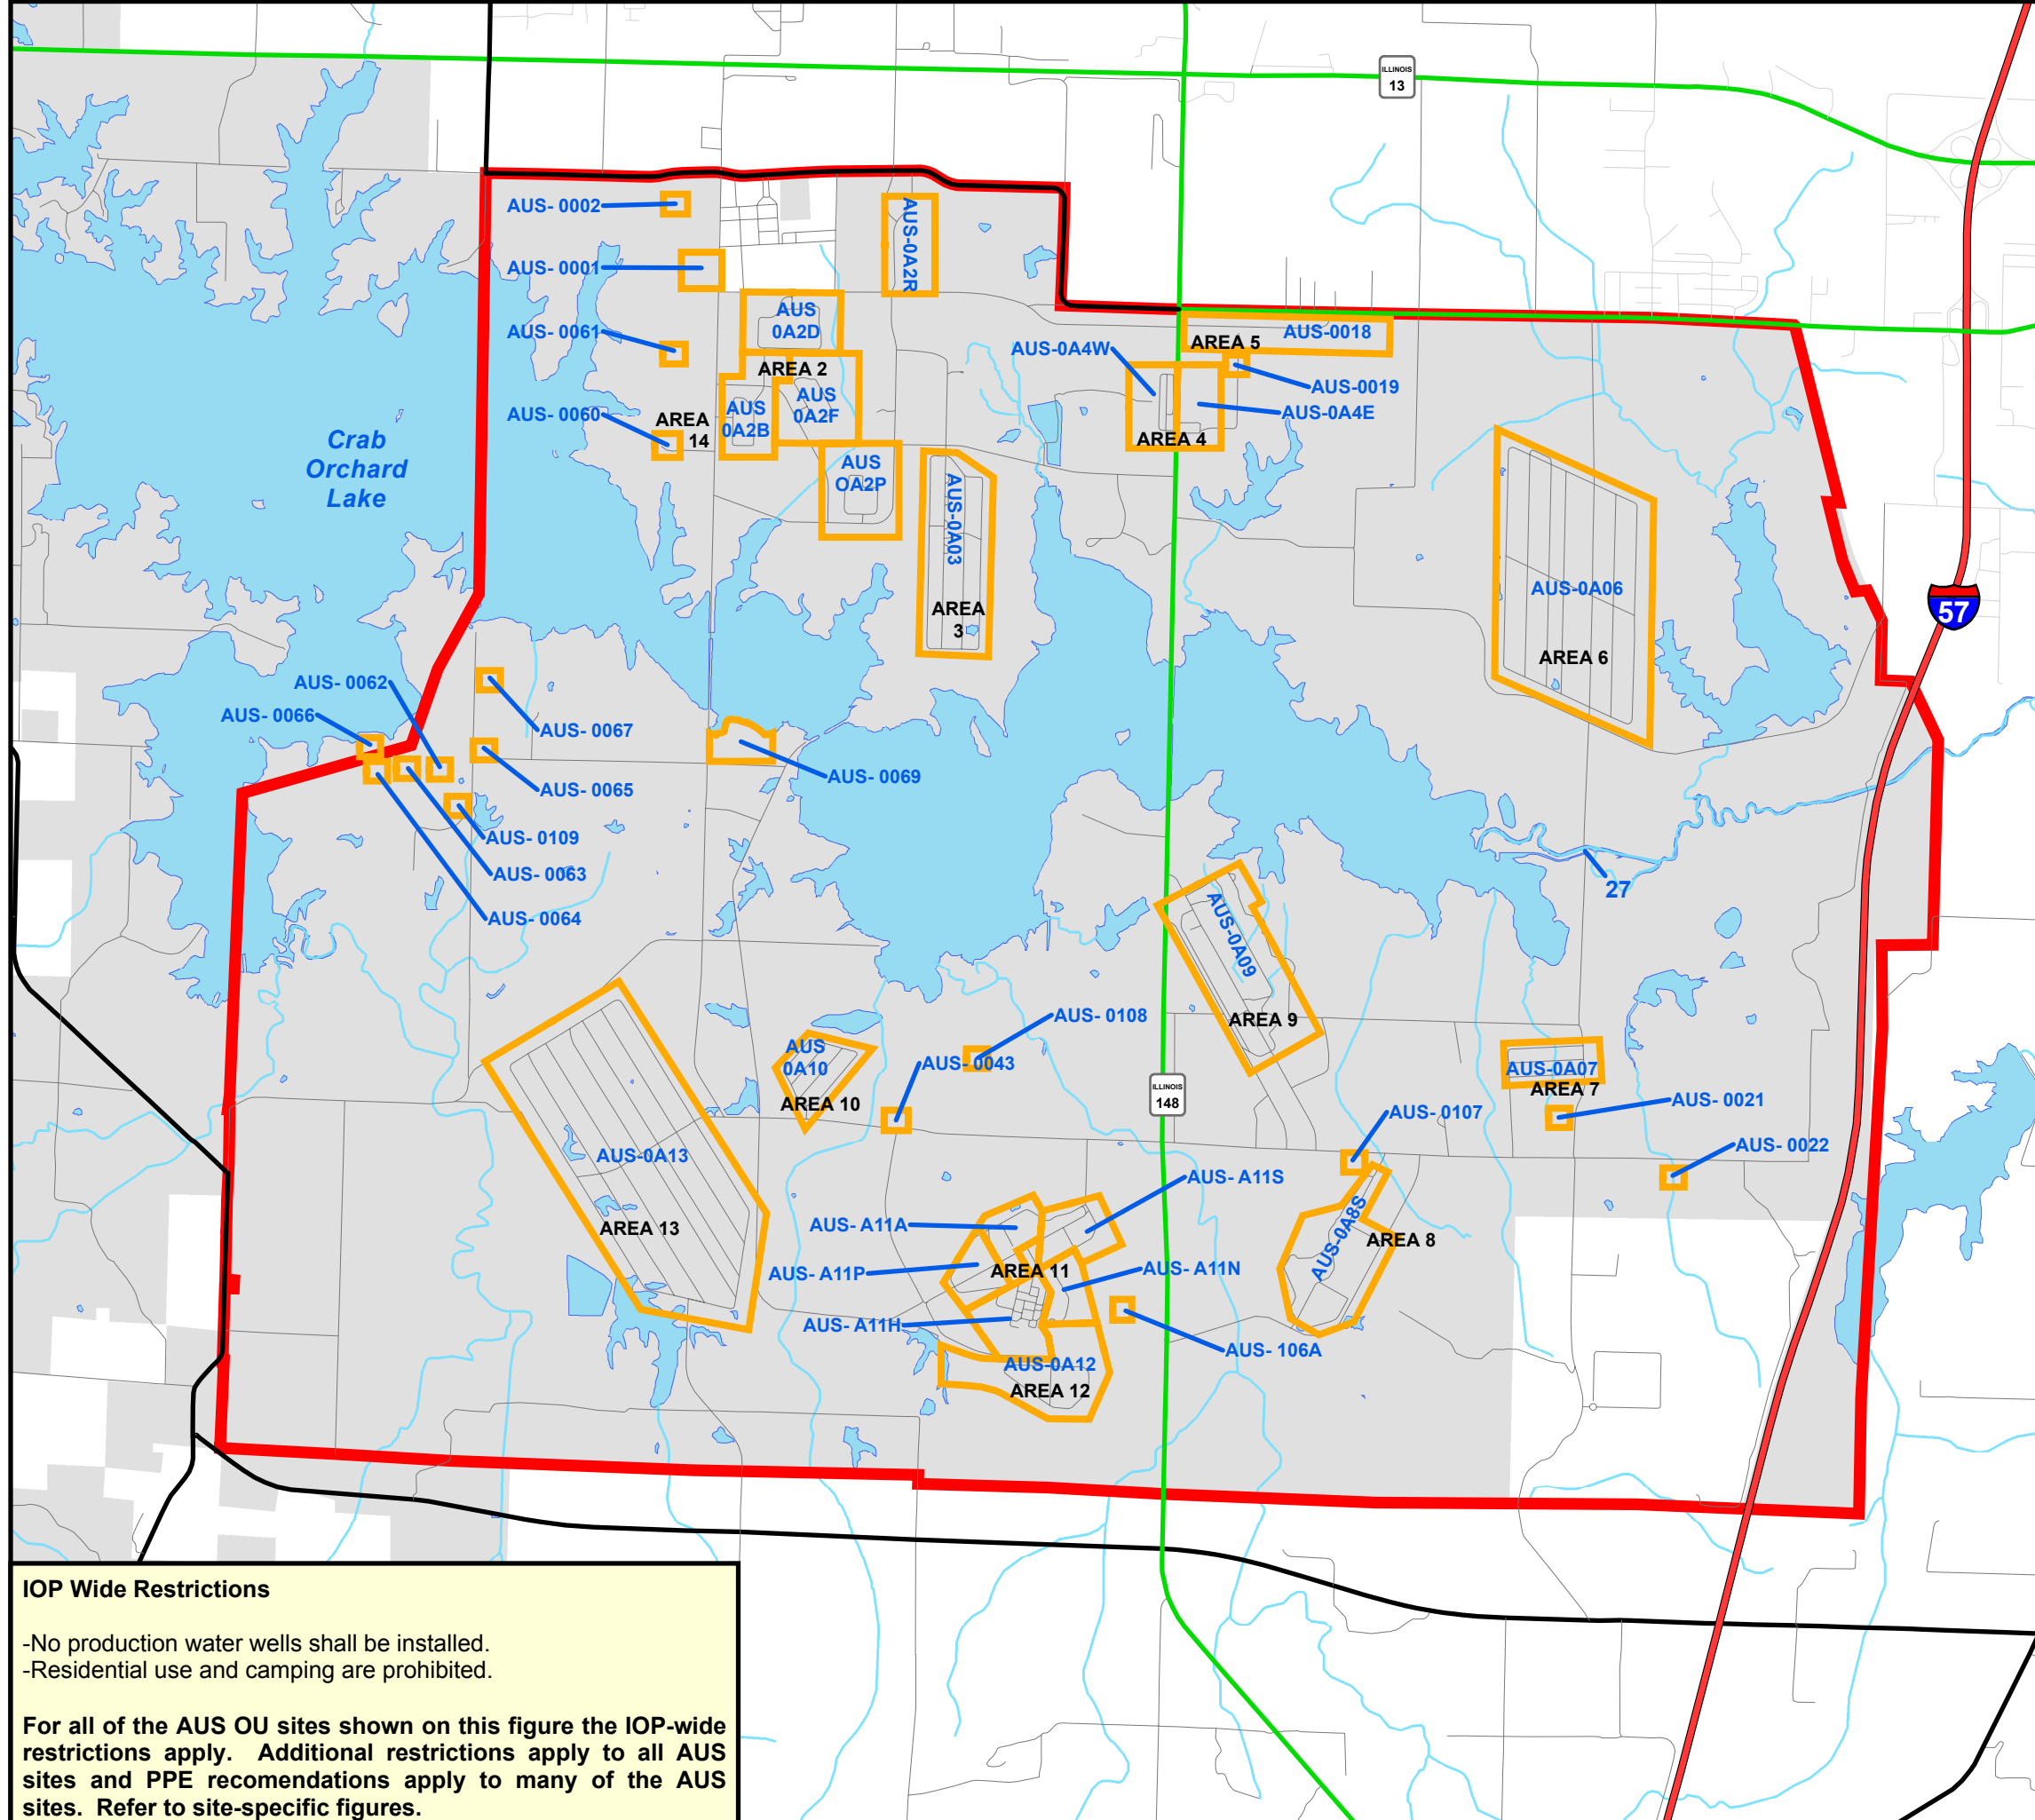 ILLINOIS
13
AUS- 0002
AUS-0A2R
AUS- 0001
AUS
0A2D
AUS- 0061
AREA 5
AUS-0018
AUS-0A4W
AREA 2
AUS-0019
AUS
0A2F
AUS
0A2B
AUS- 0060
AREA
14
AUS-0A4E
AREA 4
Crab
Orchard
Lake
AUS
OA2P
AUS-0A03
AREA
3
AUS-0A06
AREA 6
57
AUS- 0062
AUS- 0066
AUS- 0067
AUS- 0069
AUS- 0065
AUS- 0109
AUS- 0063
AUS- 0064
27
AUS-0A09
AREA 9
AUS- 0108
AUS- 0043
AUS
0A10
AREA 10
ILLINOIS
148
AUS-0A07
AREA 7
AUS- 0021
AUS- 0107
AUS- 0022
AUS-0A13
AREA 13
AUS- A11S
AUS- A11A
AUS-0A8S
AREA 8
AUS- A11P
AREA 11
AUS- A11N
AUS- A11H
AUS- 106A
AUS-0A12
AREA 12
IOP Wide Restrictions
-No production water wells shall be installed.
-Residential use and camping are prohibited.
For all of the AUS OU sites shown on this figure the IOP-wide
restrictions apply. Additional restrictions apply to all AUS
sites and PPE recomendations apply to many of the AUS
sites. Refer to site-specific figures.